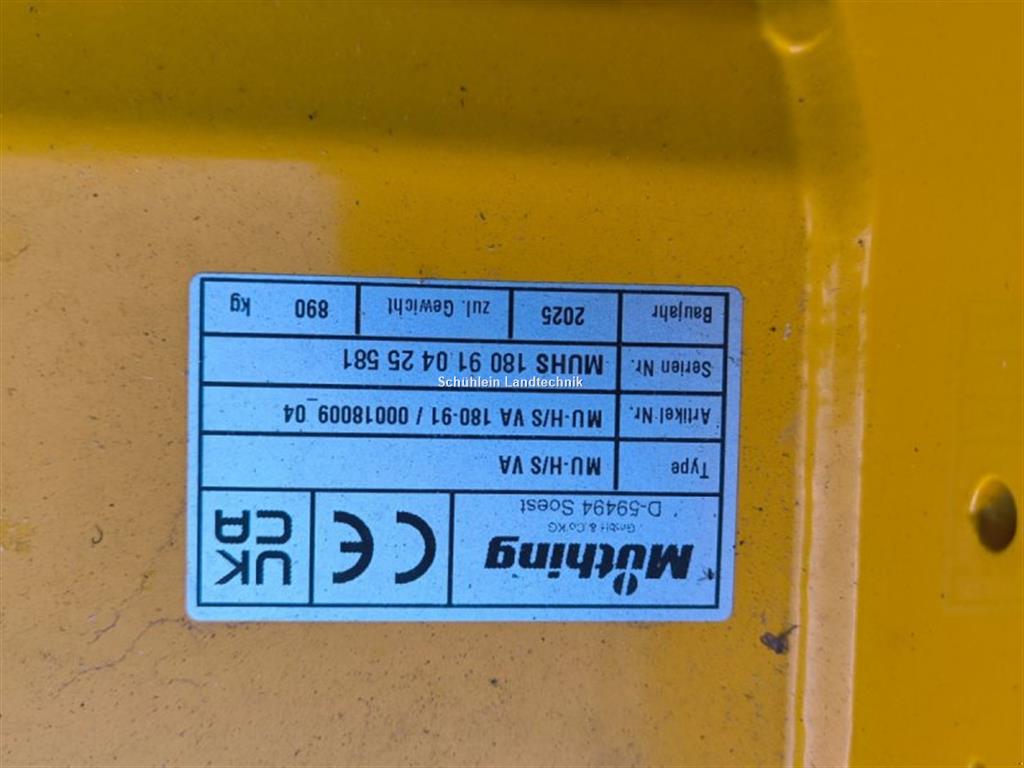 Müthing
GmbH & Co KG
D-59494 Soest
CE
UK
CA
Type MU-H/S VA
Artikel Nr. MU-H/S VA 180-91 / 00018009_04
Serien Nr. MUHS 180 91 04 25 581
Baujahr 2025 zul. Gewicht 890 kg
Schühlein Landtechnik